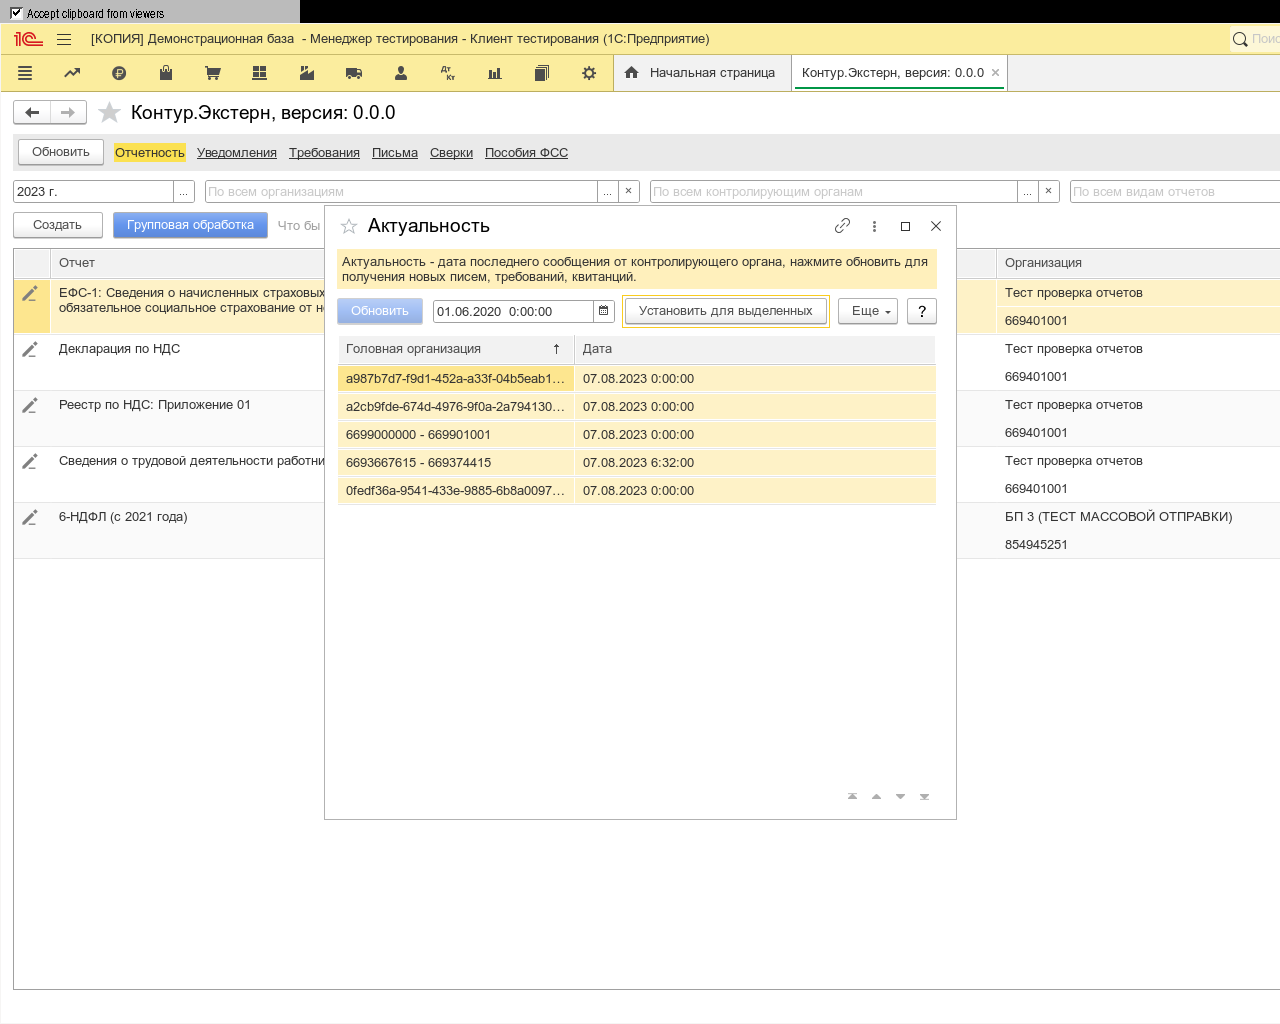 Accept clipboard from viewers
[КОПИЯ] Демонстрационная база - Менеджер тестирования - Клиент тестирования (1С:Предприятие)
Начальная страница
Контур.Экстерн, версия: 0.0.0
Контур.Экстерн, версия: 0.0.0
Обновить Отчетность Уведомления Требования Письма Сверки Пособия ФСС
2023 г. ... По всем организациям ... × По всем контролирующим органам ... × По всем видам отчетов
Создать Групповая обработка Что бы
Отчет
Организация
ЕФС-1: Сведения о начисленных страховых
обязательное социальное страхование от
Тест проверка отчетов
669401001
Декларация по НДС
Тест проверка отчетов
669401001
Реестр по НДС: Приложение 01
Тест проверка отчетов
669401001
Сведения о трудовой деятельности
Тест проверка отчетов
669401001
6-НДФЛ (с 2021 года)
БП 3 (ТЕСТ МАССОВОЙ ОТПРАВКИ)
854945251
Актуальность
Актуальность - дата последнего сообщения от контролирующего органа, нажмите обновить для
получения новых писем, требований, квитанций.
Обновить 01.06.2020 0:00:00 Установить для выделенных Еще ?
Головная организация ↑ Дата
a987b7d7-f9d1-452a-a33f-04b5eab1... 07.08.2023 0:00:00
a2cb9fde-674d-4976-9f0a-2a794130... 07.08.2023 0:00:00
6699000000 - 669901001 07.08.2023 0:00:00
6693667615 - 669374415 07.08.2023 6:32:00
0fedf36a-9541-433e-9885-6b8a0097... 07.08.2023 0:00:00